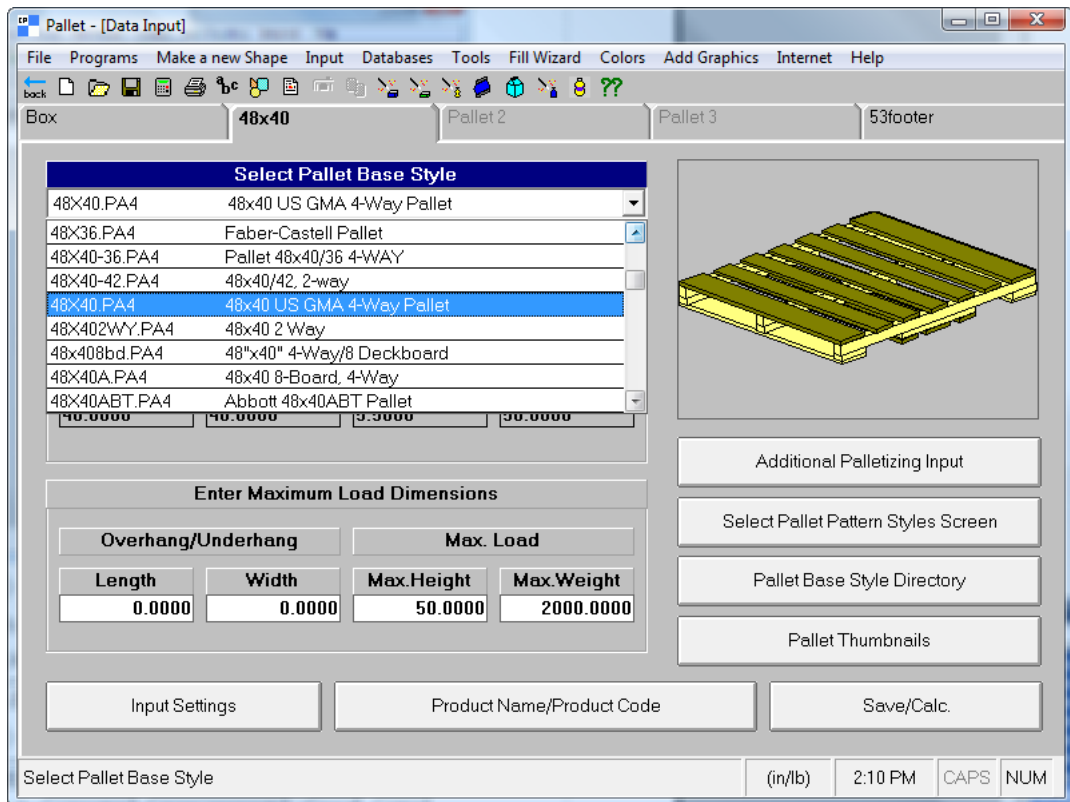 Pallet - [Data Input]
File Programs Make a new Shape Input Databases Tools Fill Wizard Colors Add Graphics Internet Help
back
Box 48x40 Pallet 2 Pallet 3 53footer
Select Pallet Base Style
48X40.PA4 48x40 US GMA 4-Way Pallet
48X36.PA4 Faber-Castell Pallet
48X40-36.PA4 Pallet 48x40/36 4-WAY
48X40-42.PA4 48x40/42, 2-way
48X40.PA4 48x40 US GMA 4-Way Pallet
48X402WY.PA4 48x40 2 Way
48x408bd.PA4 48"x40" 4-Way/8 Deckboard
48X40A.PA4 48x40 8-Board, 4-Way
48X40ABT.PA4 Abbott 48x40ABT Pallet
Additional Palletizing Input
Enter Maximum Load Dimensions
Select Pallet Pattern Styles Screen
Overhang/Underhang Max. Load
Length Width Max.Height Max.Weight
Pallet Base Style Directory
0.0000 0.0000 50.0000 2000.0000
Pallet Thumbnails
Input Settings Product Name/Product Code Save/Calc.
Select Pallet Base Style (in/lb) 2:10 PM CAPS NUM